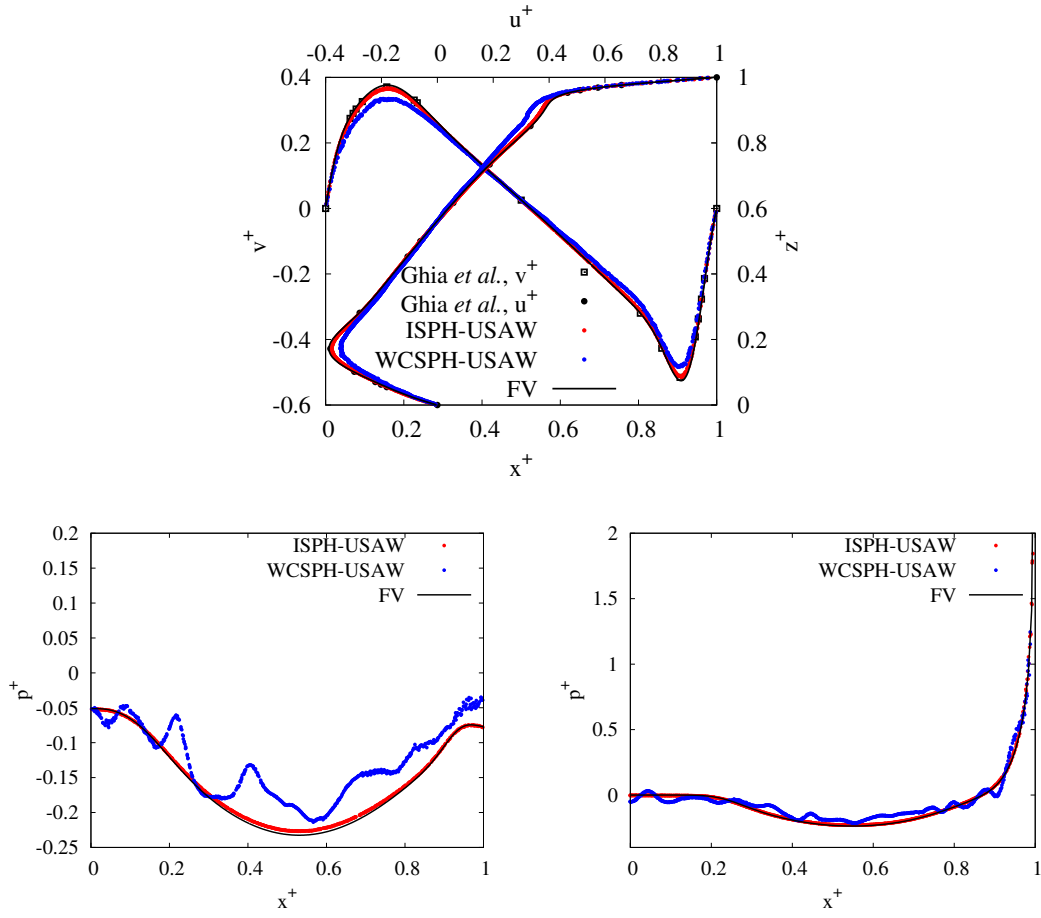 u⁺
-0.4 -0.2 0 0.2 0.4 0.6 0.8 1
0.4
0.2
0
-0.2
-0.4
-0.6
v⁺
1
0.8
0.6
0.4
0.2
0
z⁺
Ghia et al., v⁺
Ghia et al., u⁺
ISPH-USAW
WCSPH-USAW
FV
0 0.2 0.4 0.6 0.8 1
x⁺
0.2
0.15
0.1
0.05
0
-0.05
-0.1
-0.15
-0.2
-0.25
p⁺
ISPH-USAW
WCSPH-USAW
FV
0 0.2 0.4 0.6 0.8 1
x⁺
2
1.5
1
0.5
0
p⁺
ISPH-USAW
WCSPH-USAW
FV
0 0.2 0.4 0.6 0.8 1
x⁺